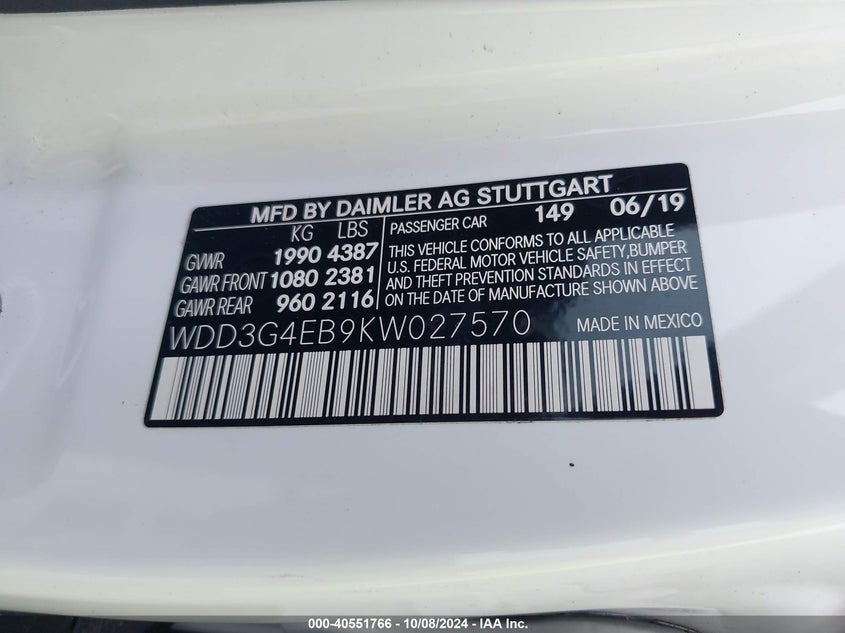 MFD BY DAIMLER AG STUTTGART
KG LBS
GVWR 1990 4387
GAWR FRONT 1080 2381
GAWR REAR 960 2116
PASSENGER CAR 149 06/19
THIS VEHICLE CONFORMS TO ALL APPLICABLE
U.S. FEDERAL MOTOR VEHICLE SAFETY, BUMPER
AND THEFT PREVENTION STANDARDS IN EFFECT
ON THE DATE OF MANUFACTURE SHOWN ABOVE
WDD3G4EB9KW027570 MADE IN MEXICO
000-40551766 - 10/08/2024 - IAA Inc.